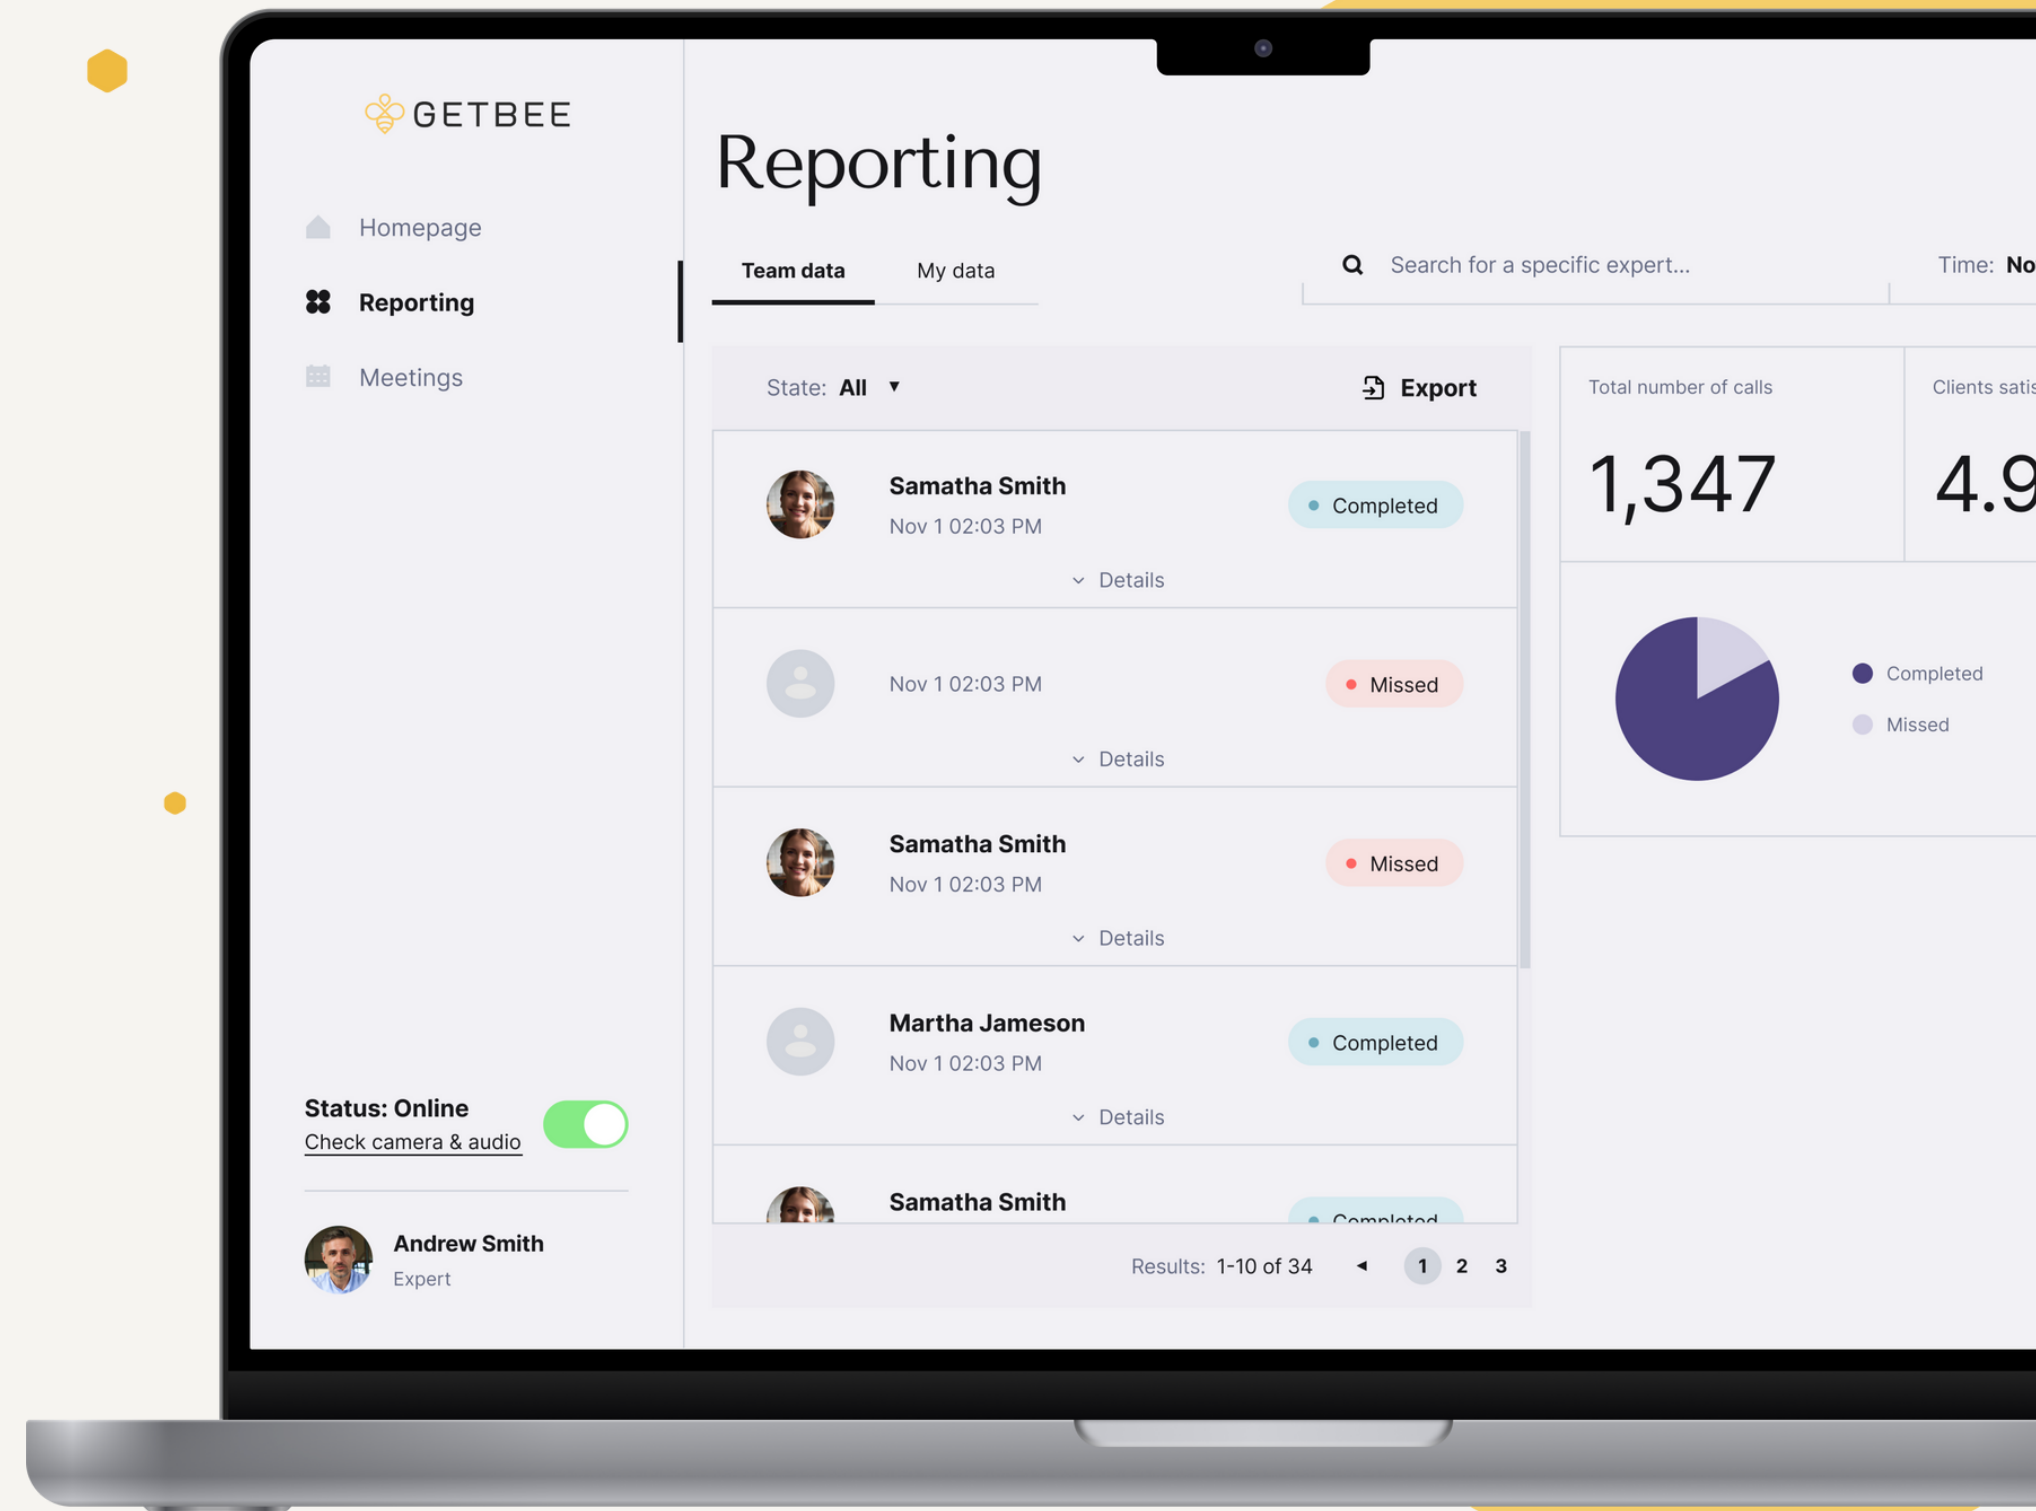 GETBEE
Homepage
Reporting
Meetings
Status: Online
Check camera & audio
Andrew Smith
Expert
Reporting
Team data My data
Search for a specific expert...
Time:
State: All ▼
Export
Samatha Smith
Nov 1 02:03 PM
Completed
Details
Nov 1 02:03 PM
Missed
Details
Samatha Smith
Nov 1 02:03 PM
Missed
Details
Martha Jameson
Nov 1 02:03 PM
Completed
Details
Samatha Smith
Completed
Results: 1-10 of 34 ◄ 1 2 3
Total number of calls
1,347
Clients
4.9
Completed
Missed